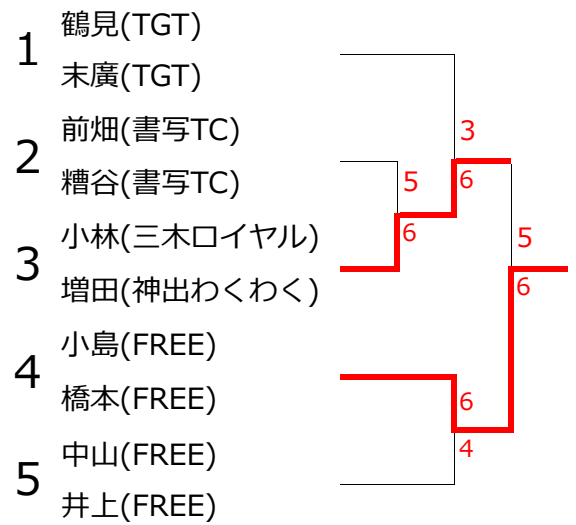 1
鶴見(TGT)
末廣(TGT)
2
前畑(書写TC)
糟谷(書写TC)
3
小林(三木ロイヤル)
増田(神出わくわく)
4
小島(FREE)
橋本(FREE)
5
中山(FREE)
井上(FREE)
3
6
5
6
5
6
6
4